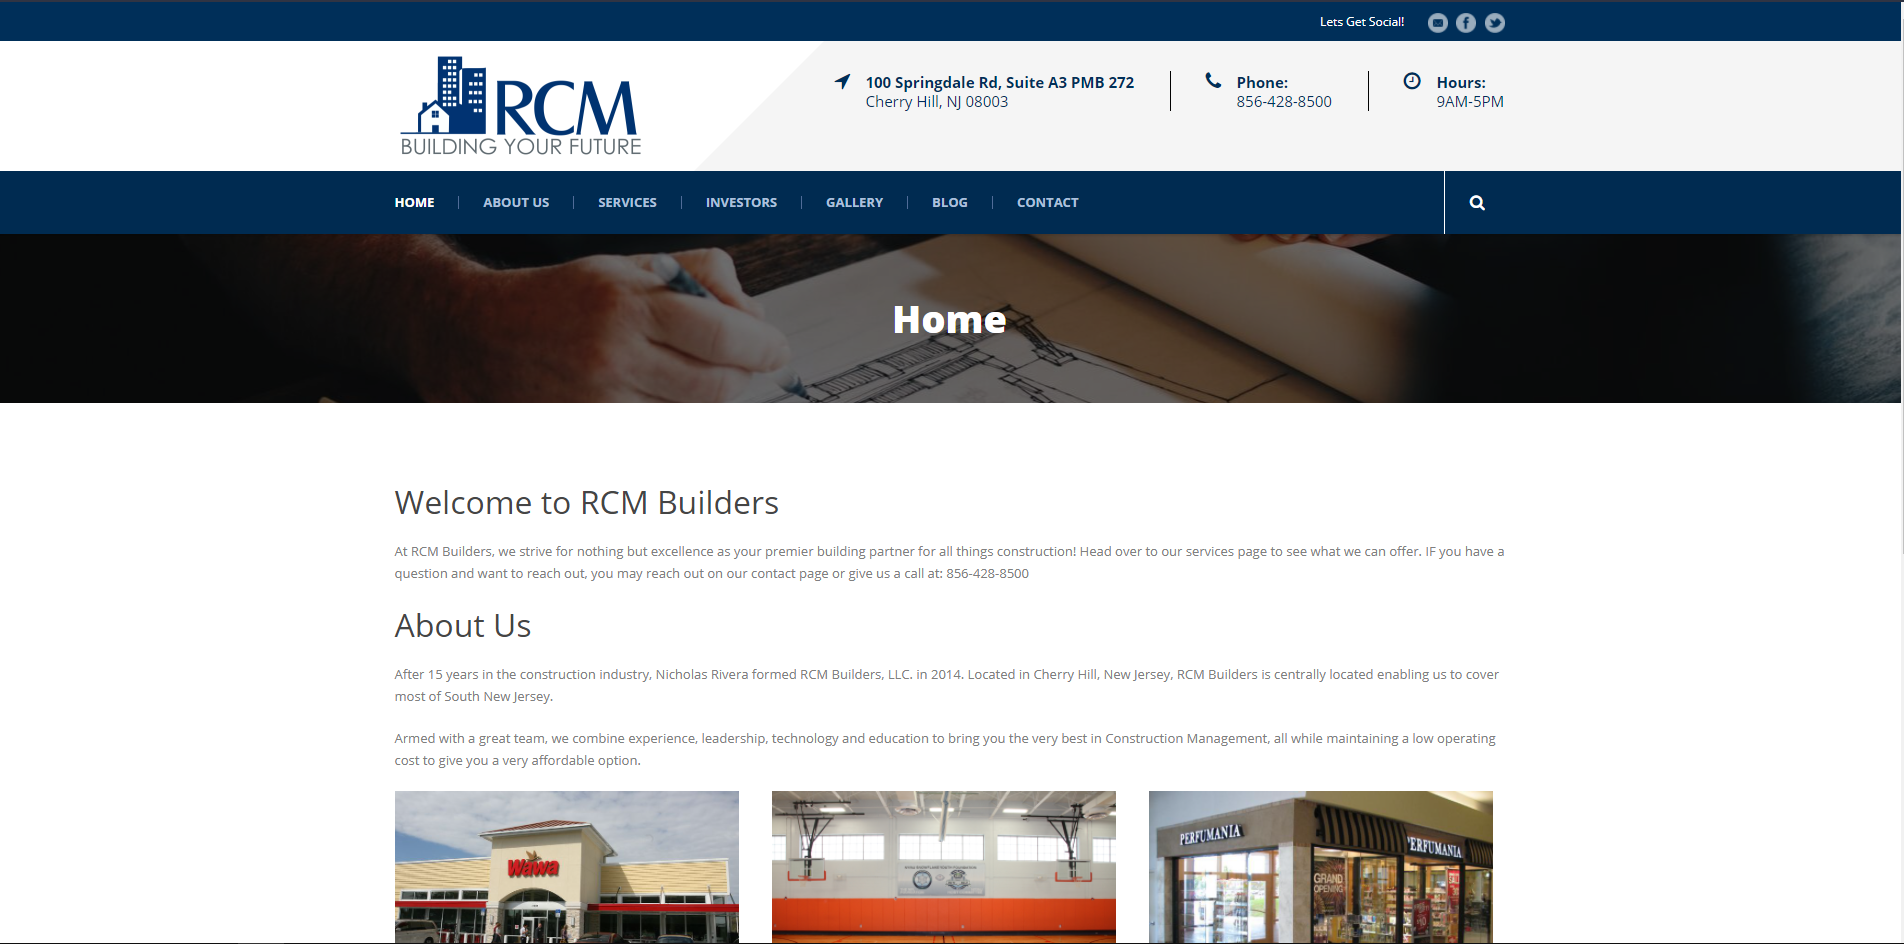 Lets Get Social!
RCM
BUILDING YOUR FUTURE
100 Springdale Rd, Suite A3 PMB 272
Cherry Hill, NJ 08003
Phone:
856-428-8500
Hours:
9AM-5PM
HOME
ABOUT US
SERVICES
INVESTORS
GALLERY
BLOG
CONTACT
Home
Welcome to RCM Builders
At RCM Builders, we strive for nothing but excellence as your premier building partner for all things construction! Head over to our services page to see what we can offer. IF you have a
question and want to reach out, you may reach out on our contact page or give us a call at: 856-428-8500
About Us
After 15 years in the construction industry, Nicholas Rivera formed RCM Builders, LLC. in 2014. Located in Cherry Hill, New Jersey, RCM Builders is centrally located enabling us to cover
most of South New Jersey.
Armed with a great team, we combine experience, leadership, technology and education to bring you the very best in Construction Management, all while maintaining a low operating
cost to give you a very affordable option.
Wawa
PERFUMANIA
ERFUMANIA
GRAND
OPENING
SALE